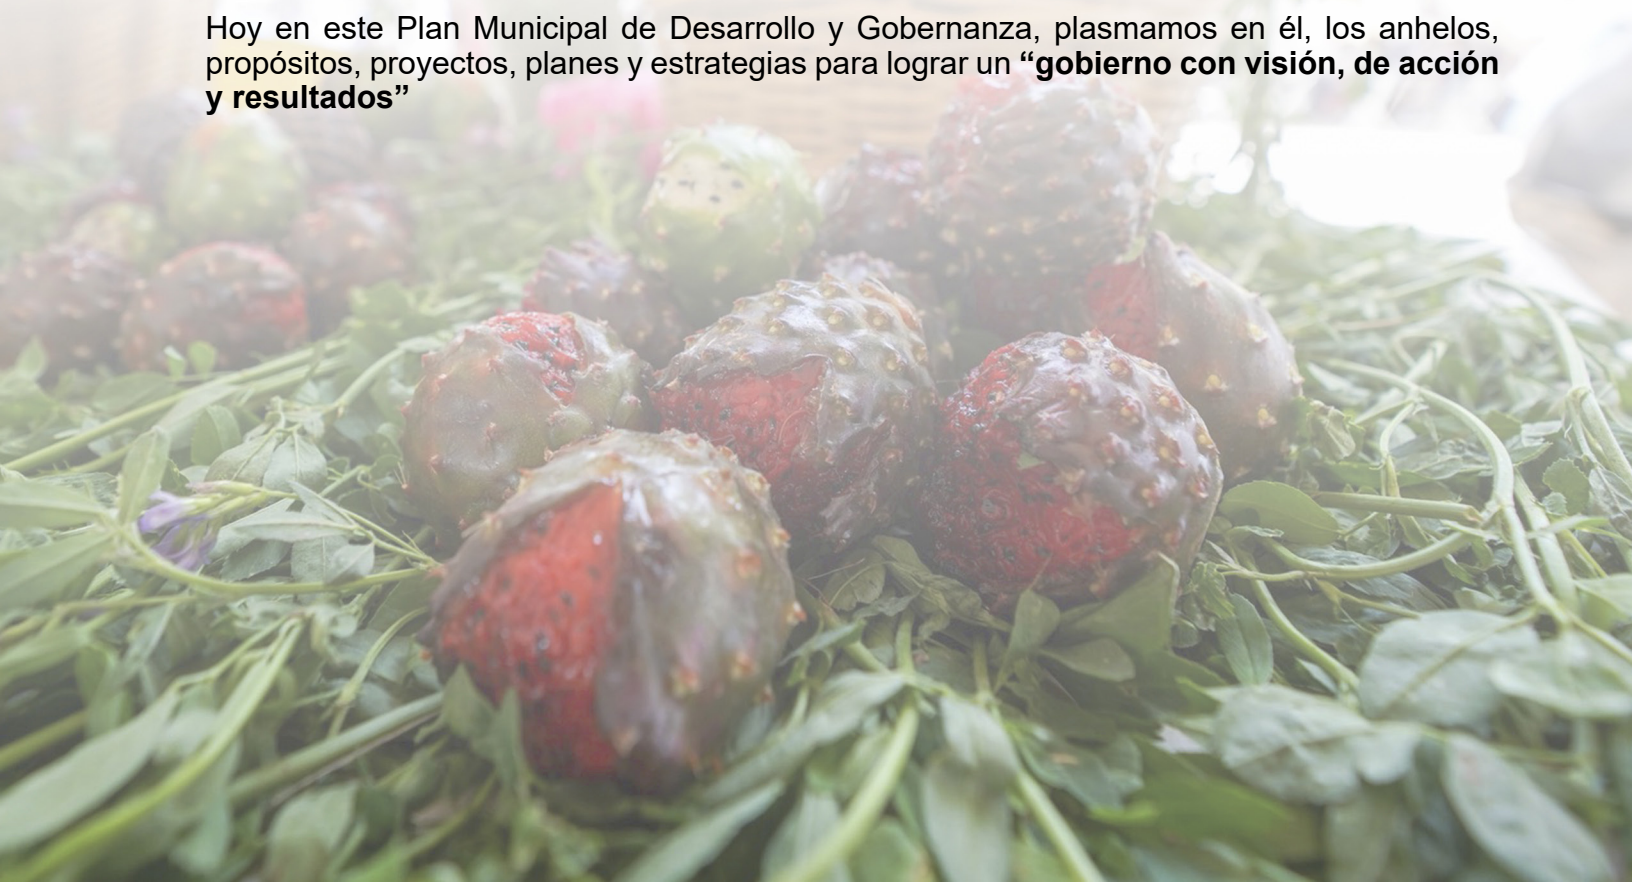 Hoy en este Plan Municipal de Desarrollo y Gobernanza, plasmamos en él, los anhelos,
propósitos, proyectos, planes y estrategias para lograr un “gobierno con visión, de acción
y resultados”